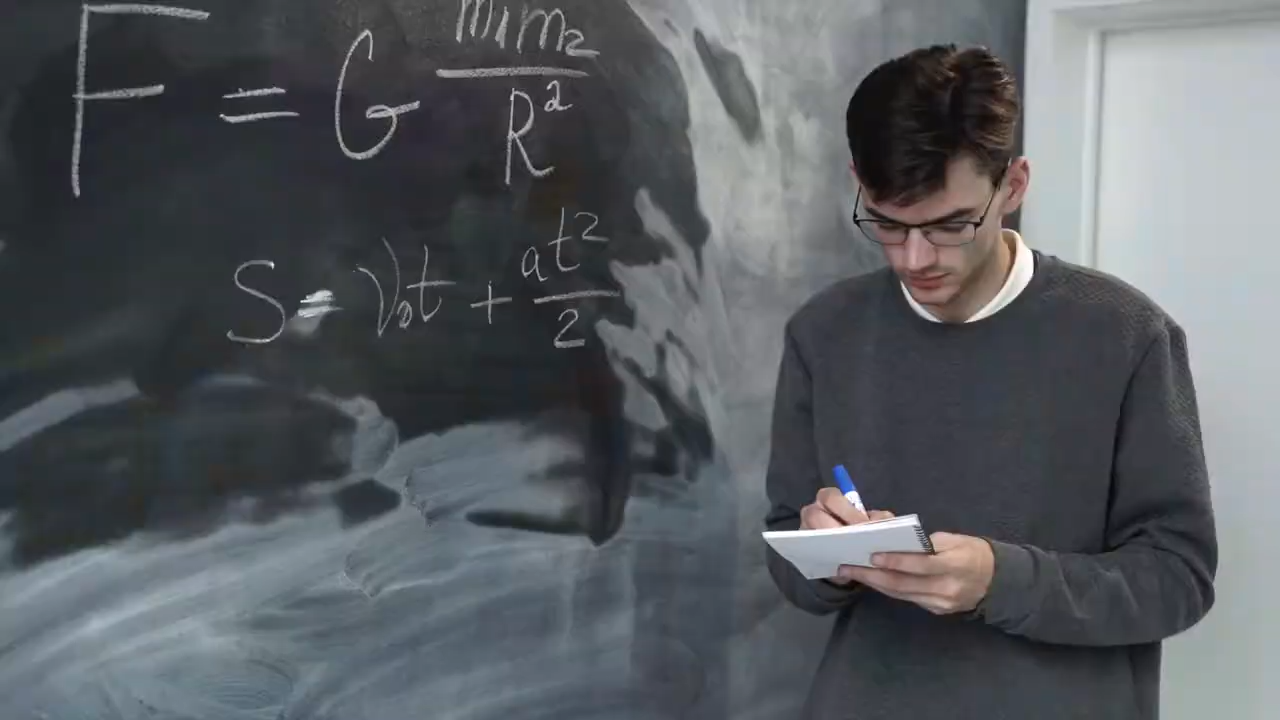 F = G m₁m₂/R²
S = V₀t + at²/2